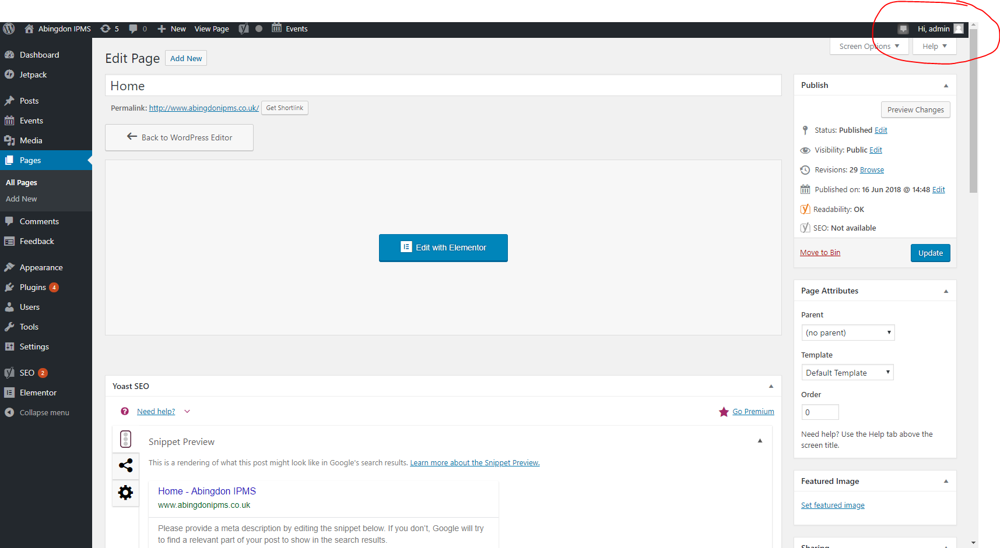 Abingdon IPMS 5 0 New View Page Events Hi, admin
Screen Options Help
Dashboard
Jetpack
Posts
Events
Media
Pages
All Pages
Add New
Comments
Feedback
Appearance
Plugins 4
Users
Tools
Settings
SEO 2
Elementor
Collapse menu
Edit Page Add New
Home
Permalink: http://www.abingdonipms.co.uk/ Get Shortlink
Back to WordPress Editor
Edit with Elementor
Yoast SEO
Need help? Go Premium
Snippet Preview
This is a rendering of what this post might look like in Google's search results. Learn more about the Snippet Preview.
Home - Abingdon IPMS
www.abingdonipms.co.uk
Please provide a meta description by editing the snippet below. If you don't, Google will try
to find a relevant part of your post to show in the search results.
Publish
Preview Changes
Status: Published Edit
Visibility: Public Edit
Revisions: 29 Browse
Published on: 16 Jun 2018 @ 14:48 Edit
Readability: OK
SEO: Not available
Move to Bin Update
Page Attributes
Parent
(no parent)
Template
Default Template
Order
0
Need help? Use the Help tab above the
screen title.
Featured Image
Set featured image
Sharing